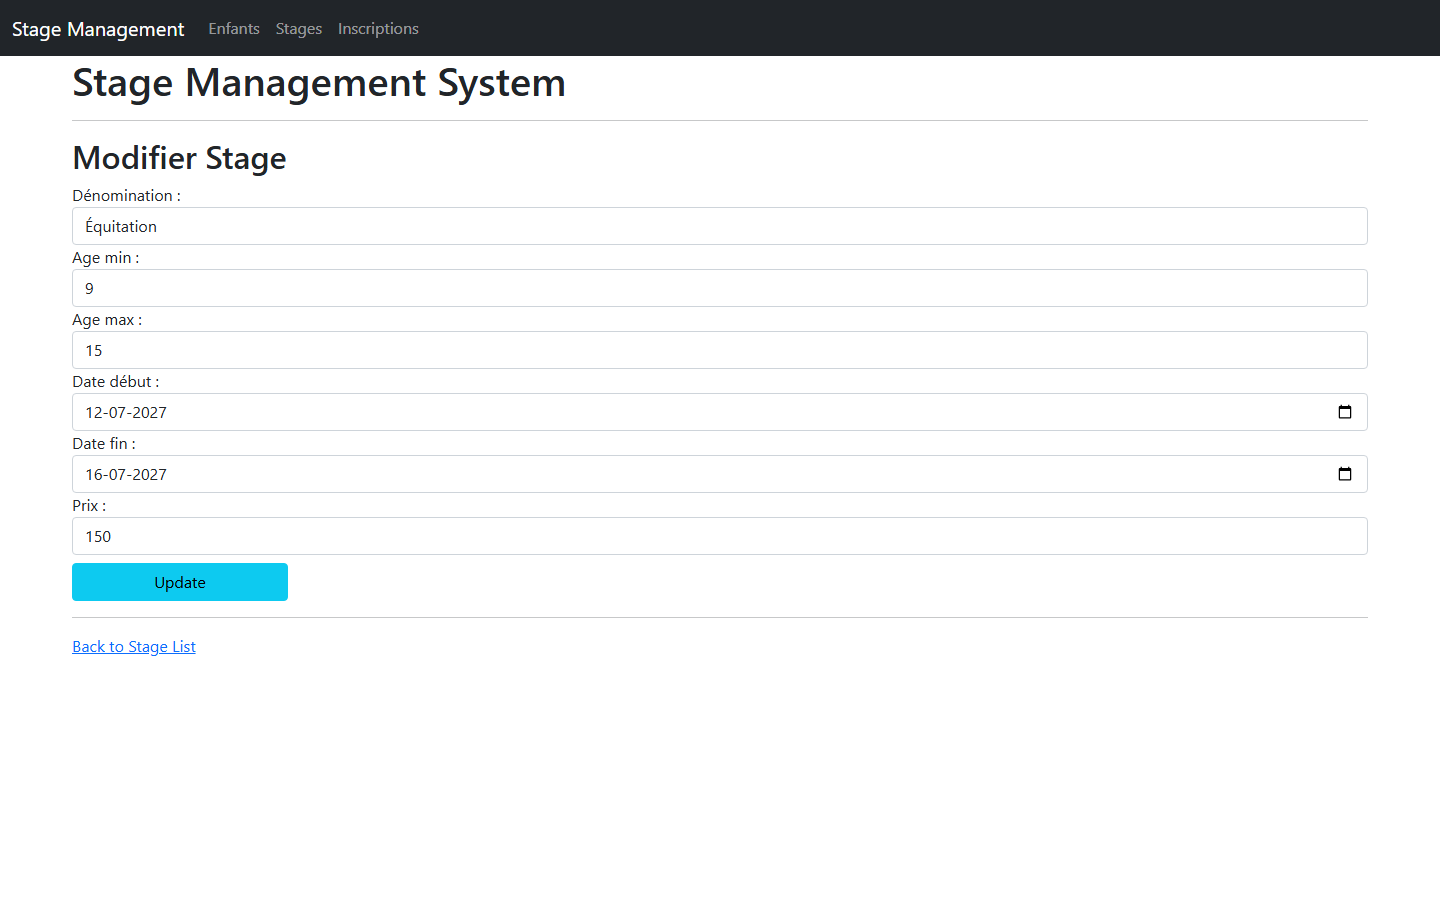 Stage Management Enfants Stages Inscriptions
Stage Management System
Modifier Stage
Dénomination :
Équitation
Age min :
9
Age max :
15
Date début :
12-07-2027
Date fin :
16-07-2027
Prix :
150
Update
Back to Stage List